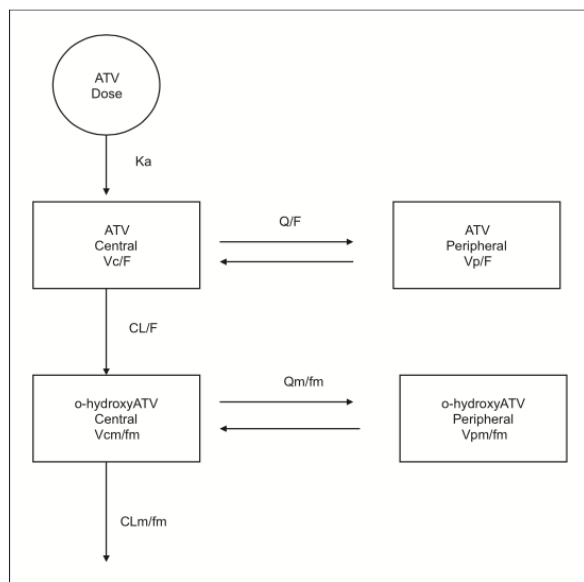 ATV
Dose
Ka
ATV
Central
Vc/F
Q/F
ATV
Peripheral
Vp/F
CL/F
o-hydroxyATV
Central
Vcm/fm
Qm/fm
o-hydroxyATV
Peripheral
Vpm/fm
CLm/fm